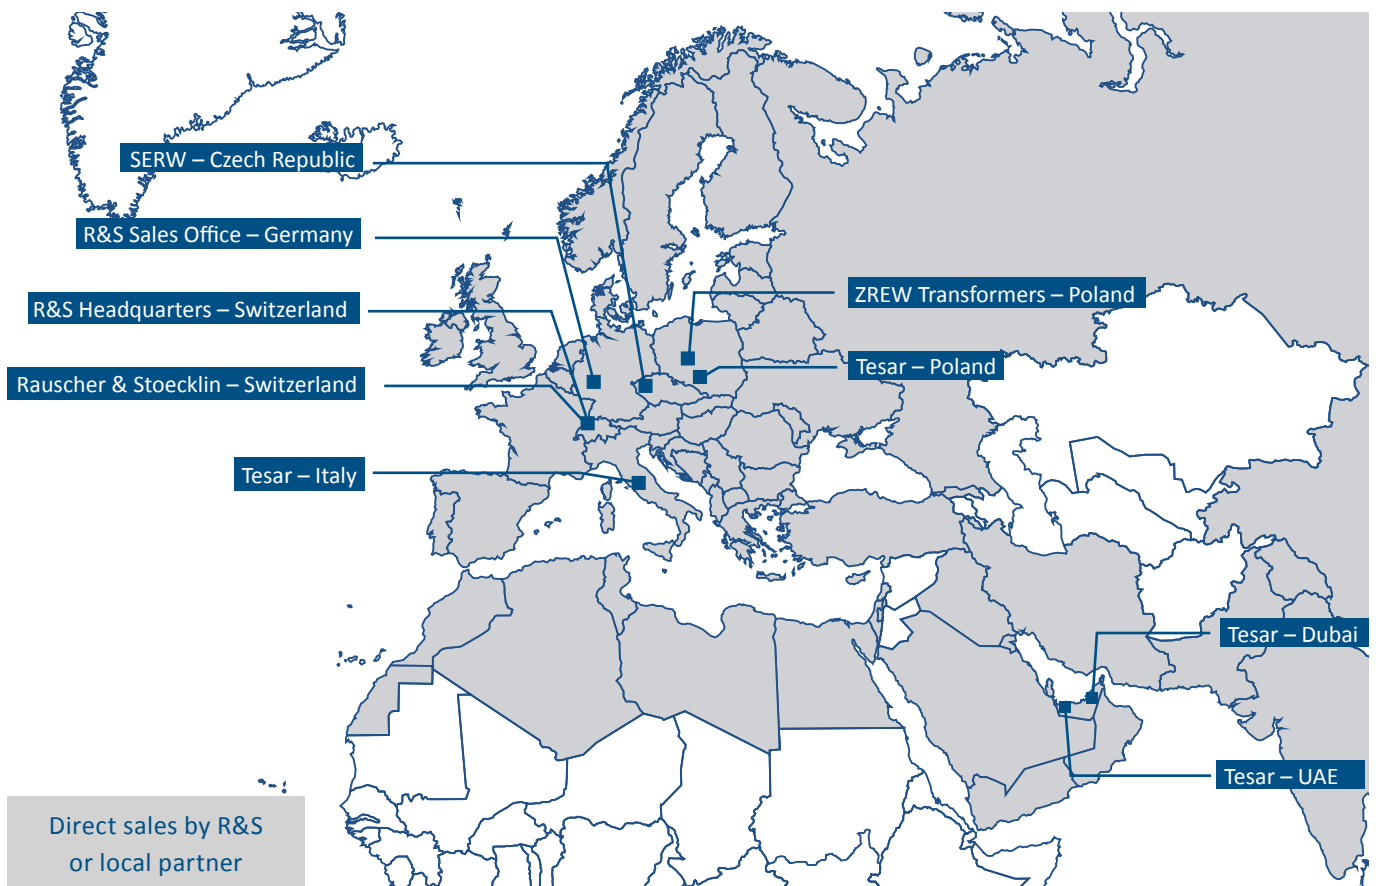 SERW – Czech Republic
R&S Sales Office – Germany
R&S Headquarters – Switzerland
Rauscher & Stoecklin – Switzerland
Tesar – Italy
ZREW Transformers – Poland
Tesar – Poland
Tesar – Dubai
Tesar – UAE
Direct sales by R&S
or local partner